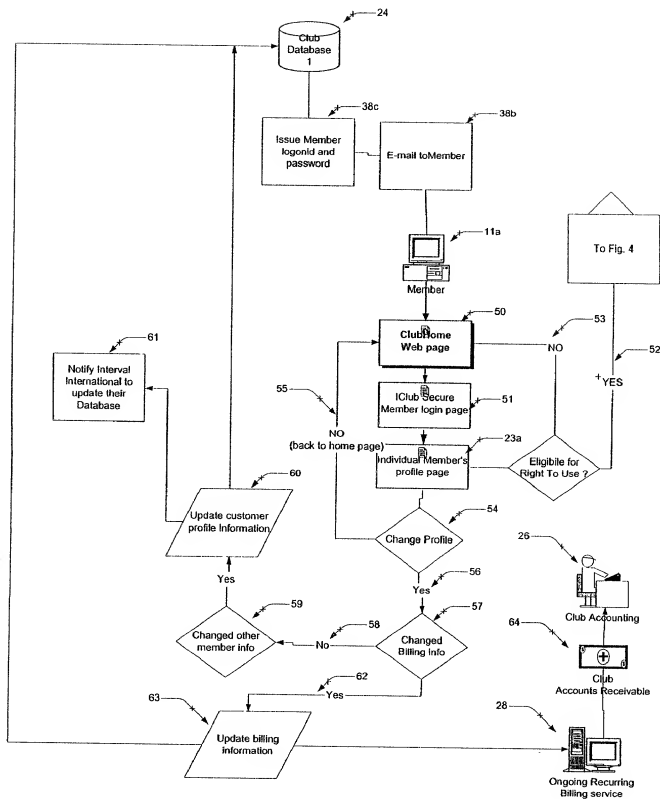 24
Club
Database
1
38c
38b
Issue Member
logonId and
password
E-mail toMember
11a
To Fig. 4
Member
50
53
61
ClubHome
Web page
NO
52
Notify Interval
International to
update their
Database
55
YES
IClub Secure
Member login page
51
NO
(back to home page)
23a
Individual Member's
profile page
Eligibile for
Right To Use ?
60
54
Update customer
profile Information
Change Profile
26
56
Yes
Yes
59
58
57
Club Accounting
Changed other
member info
No
Changed
Billing Info
64
62
Club
Accounts Receivable
63
Yes
28
Update billing
information
Ongoing Recurring
Billing service